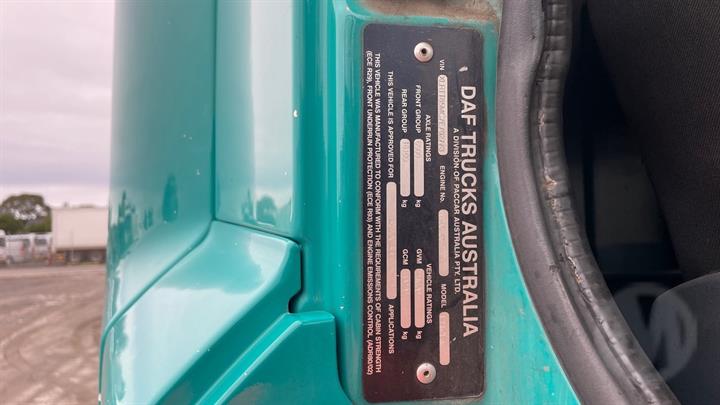 DAF TRUCKS AUSTRALIA
A DIVISION OF PACCAR AUSTRALIA PTY. LTD.
VIN ENGINE No. MODEL
AXLE RATINGS VEHICLE RATINGS
FRONT GROUP kg GVM kg
REAR GROUP kg GCM kg
THIS VEHICLE IS APPROVED FOR APPLICATIONS
THIS VEHICLE WAS MANUFACTURED TO CONFORM WITH THE REQUIREMENTS OF CABIN STRENGTH
(ECE R29), FRONT UNDERRUN PROTECTION (ECE R93) AND ENGINE EMISSIONS CONTROL (ADR80/02)